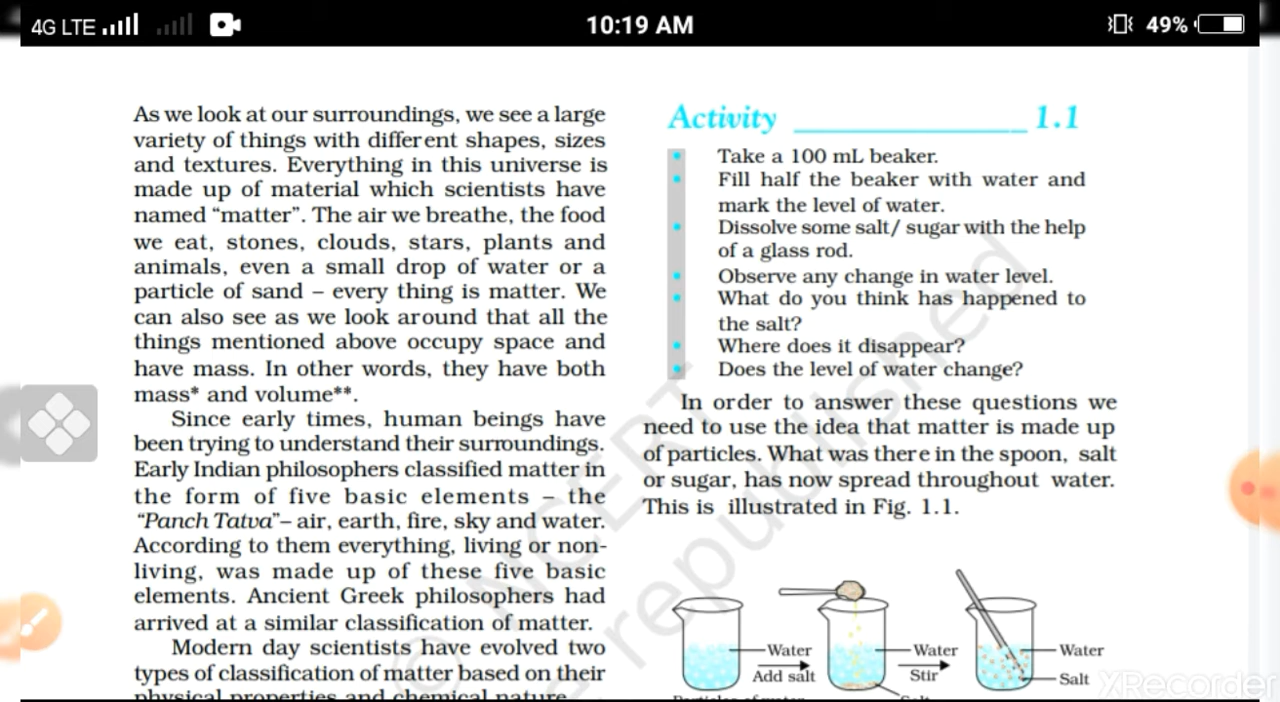 4G LTE
10:19 AM
49%
As we look at our surroundings, we see a large
variety of things with different shapes, sizes
and textures. Everything in this universe is
made up of material which scientists have
named “matter”. The air we breathe, the food
we eat, stones, clouds, stars, plants and
animals, even a small drop of water or a
particle of sand – every thing is matter. We
can also see as we look around that all the
things mentioned above occupy space and
have mass. In other words, they have both
mass* and volume**.
Since early times, human beings have
been trying to understand their surroundings.
Early Indian philosophers classified matter in
the form of five basic elements – the
“Panch Tatva”– air, earth, fire, sky and water.
According to them everything, living or non-
living, was made up of these five basic
elements. Ancient Greek philosophers had
arrived at a similar classification of matter.
Modern day scientists have evolved two
types of classification of matter based on their
physical properties and chemical nature.
Activity 1.1
• Take a 100 mL beaker.
• Fill half the beaker with water and
mark the level of water.
• Dissolve some salt/ sugar with the help
of a glass rod.
• Observe any change in water level.
• What do you think has happened to
the salt?
• Where does it disappear?
• Does the level of water change?
In order to answer these questions we
need to use the idea that matter is made up
of particles. What was there in the spoon, salt
or sugar, has now spread throughout water.
This is illustrated in Fig. 1.1.
Water
Add salt
Water
Stir
Water
Salt
Particles of water
Salt
© NCERT
republished
XRecorder